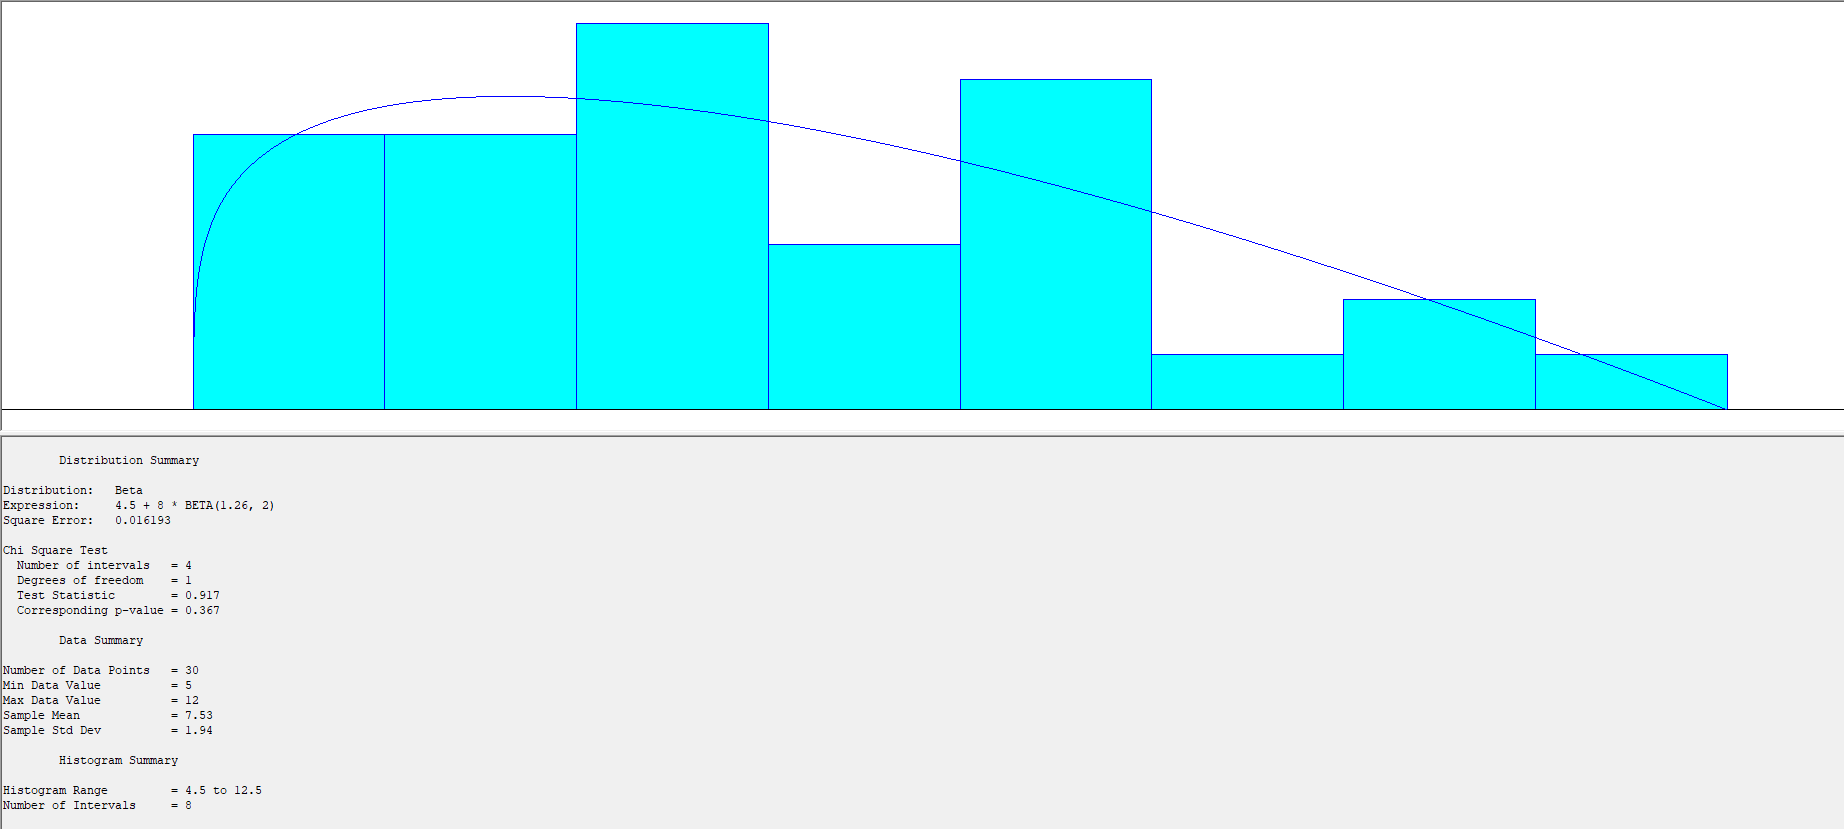 Distribution Summary
Distribution: Beta
Expression: 4.5 + 8 * BETA(1.26, 2)
Square Error: 0.016193
Chi Square Test
Number of intervals = 4
Degrees of freedom = 1
Test Statistic = 0.917
Corresponding p-value = 0.367
Data Summary
Number of Data Points = 30
Min Data Value = 5
Max Data Value = 12
Sample Mean = 7.53
Sample Std Dev = 1.94
Histogram Summary
Histogram Range = 4.5 to 12.5
Number of Intervals = 8